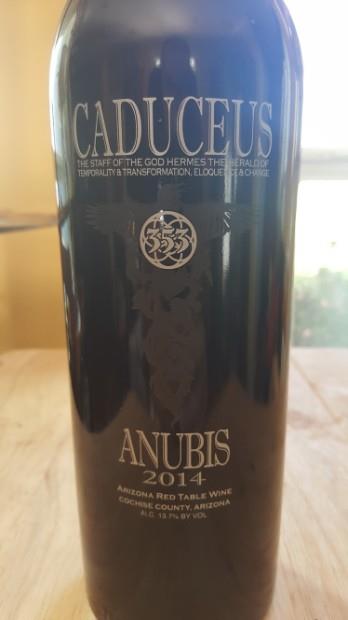 CADUCEUS
THE STAFF OF THE GOD HERMES THE HERALD OF
TEMPORALITY & TRANSFORMATION, ELOQUENCE & CHANGE
353
ANUBIS
2014
ARIZONA RED TABLE WINE
COCHISE COUNTY, ARIZONA
ALC. 13.7% BY VOL